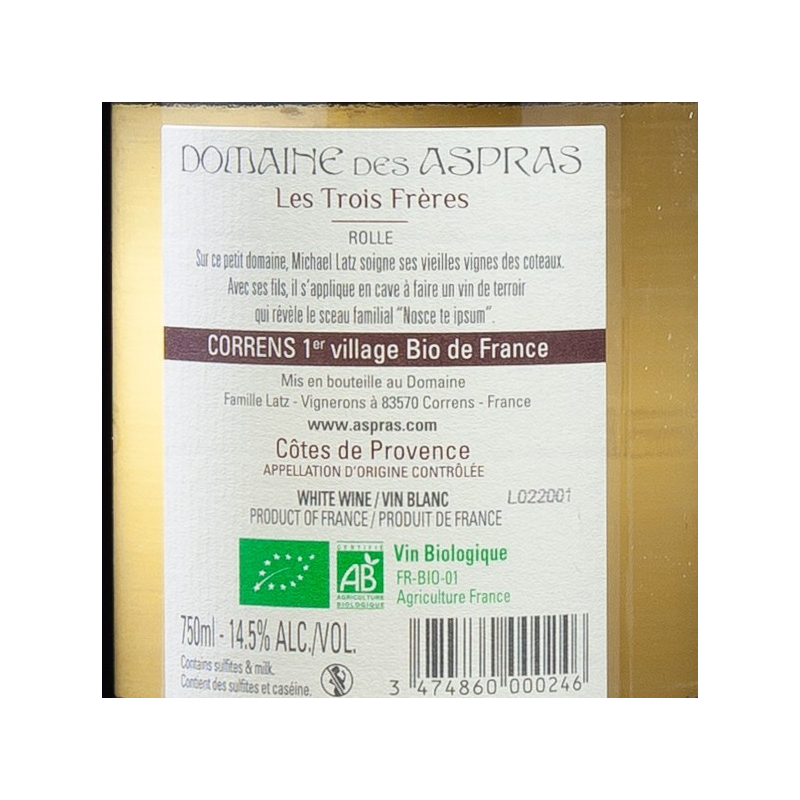 DOMAINE DES ASPRAS
Les Trois Frères
ROLLE
Sur ce petit domaine, Michael Latz soigne ses vieilles vignes des coteaux.
Avec ses fils, il s'applique en cave à faire un vin de terroir
qui révèle le sceau familial "Nosce te ipsum".
CORRENS 1er village Bio de France
Mis en bouteille au Domaine
Famille Latz - Vignerons à 83570 Correns - France
www.aspras.com
Côtes de Provence
APPELLATION D'ORIGINE CONTRÔLÉE
WHITE WINE / VIN BLANC L022001
PRODUCT OF FRANCE / PRODUIT DE FRANCE
CERTIFIÉ
AB
AGRICULTURE
BIOLOGIQUE
Vin Biologique
FR-BIO-01
Agriculture France
750ml - 14.5% ALC./VOL.
Contains sulfites & milk.
Contient des sulfites et caséine.
3 474860 000246